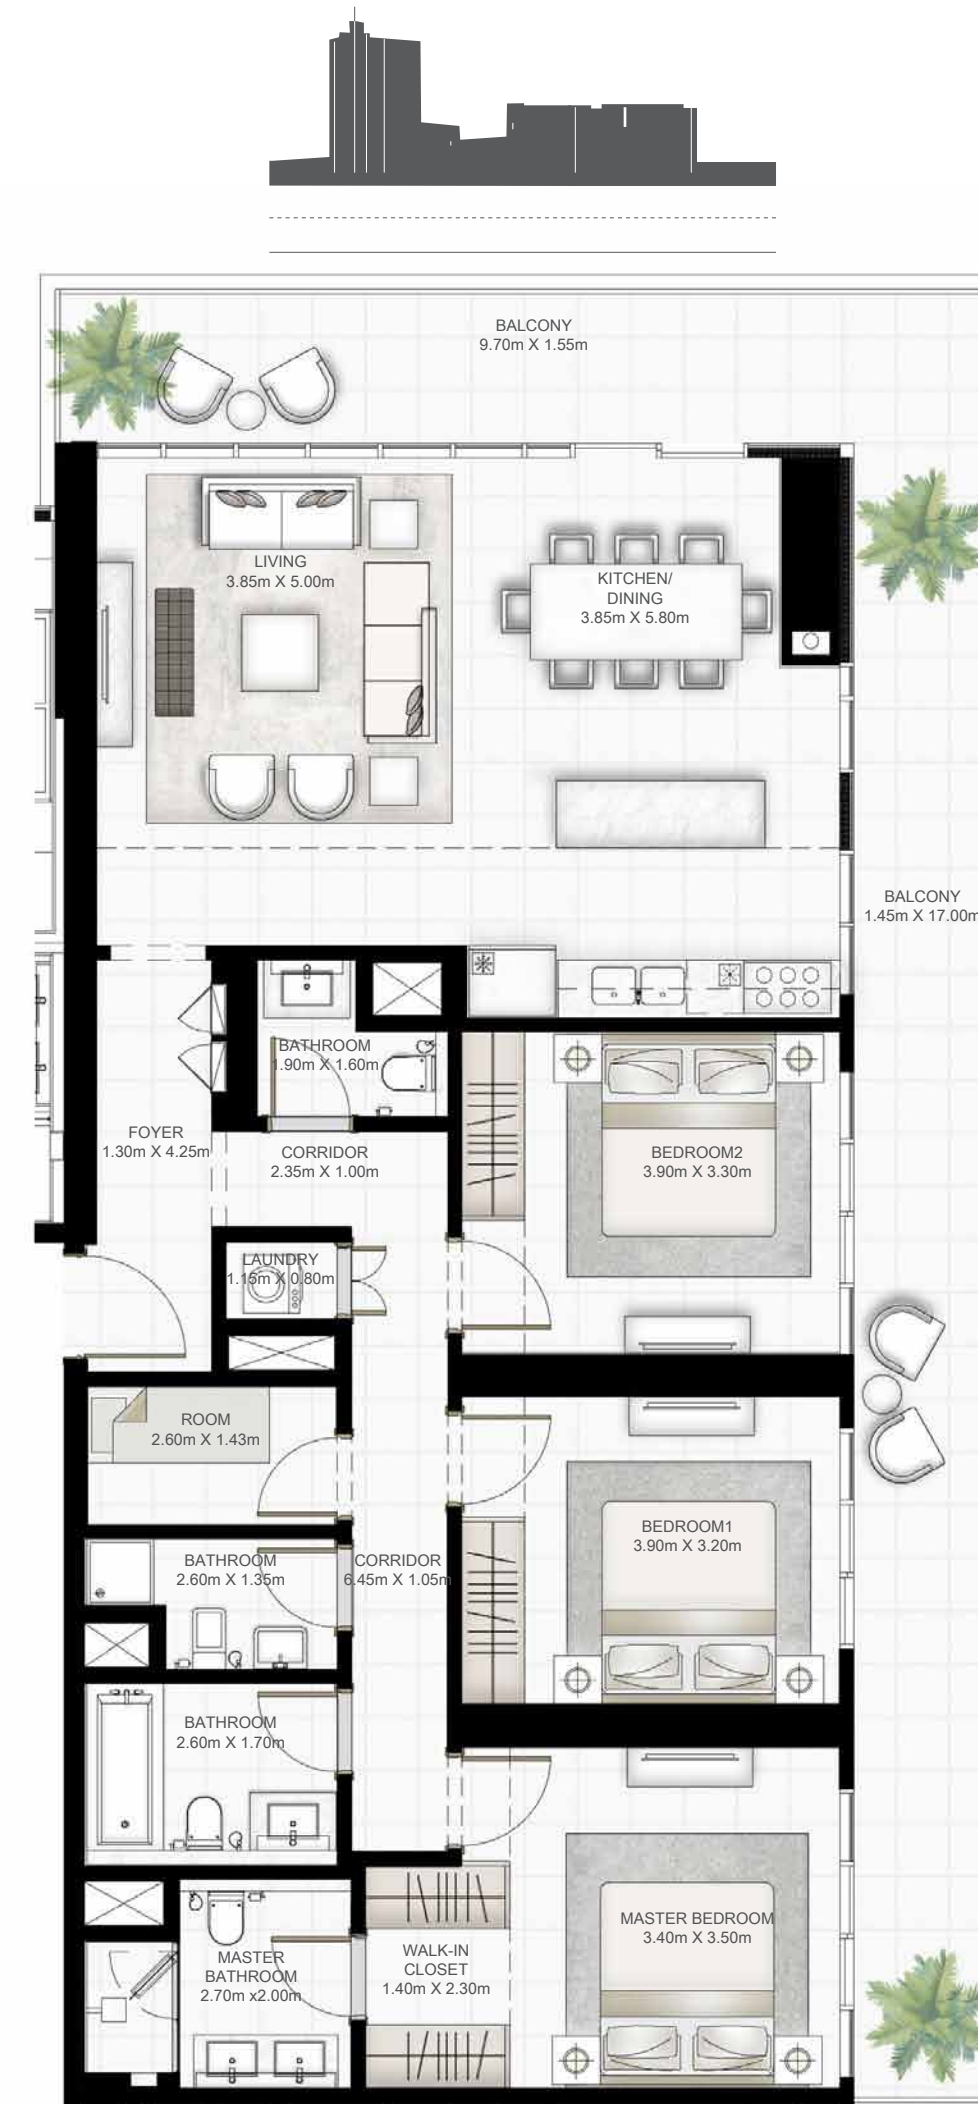 BALCONY
9.70m X 1.55m
LIVING
3.85m X 5.00m
KITCHEN/
DINING
3.85m X 5.80m
BALCONY
1.45m X 17.00m
BATHROOM
1.90m X 1.60m
FOYER
1.30m X 4.25m
CORRIDOR
2.35m X 1.00m
BEDROOM2
3.90m X 3.30m
LAUNDRY
1.15m X 0.80m
ROOM
2.60m X 1.43m
BEDROOM1
3.90m X 3.20m
BATHROOM
2.60m X 1.35m
CORRIDOR
6.45m X 1.05m
BATHROOM
2.60m X 1.70m
MASTER BEDROOM
3.40m X 3.50m
WALK-IN
CLOSET
1.40m X 2.30m
MASTER
BATHROOM
2.70m x2.00m